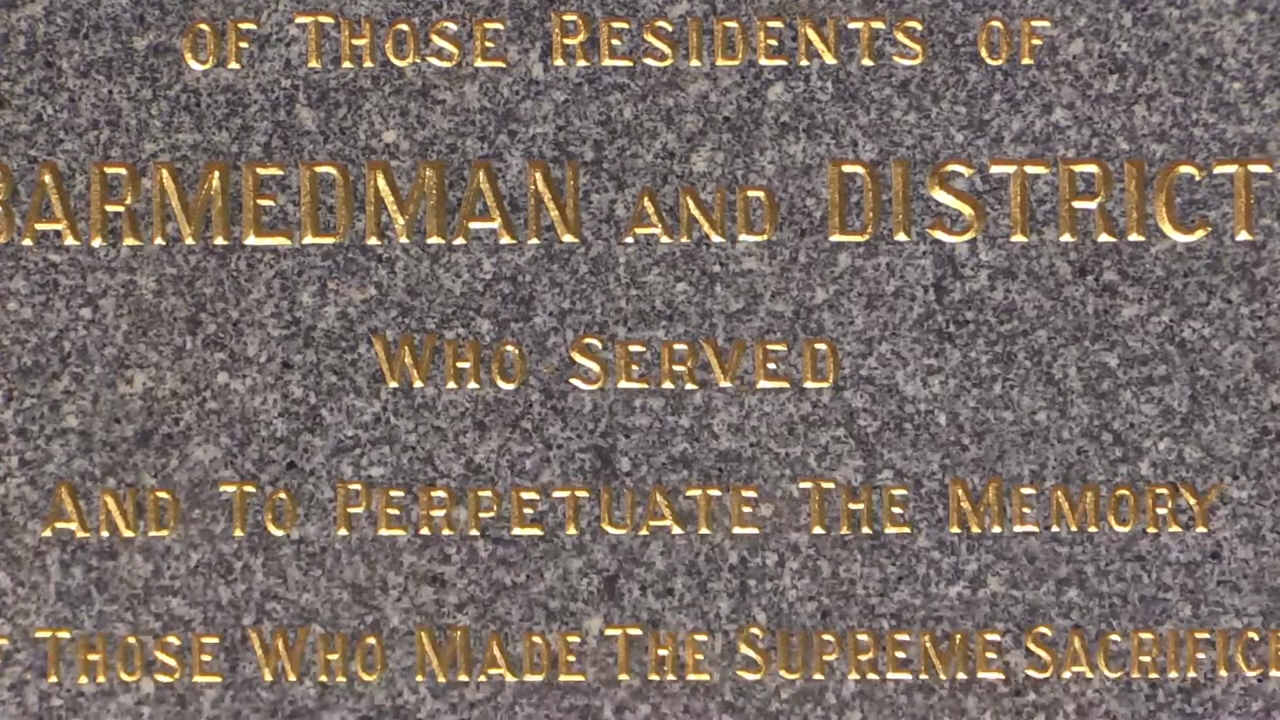 OF THOSE RESIDENTS OF
BARMEDMAN AND DISTRICT
WHO SERVED
AND TO PERPETUATE THE MEMORY
THOSE WHO MADE THE SUPREME SACRIFICE